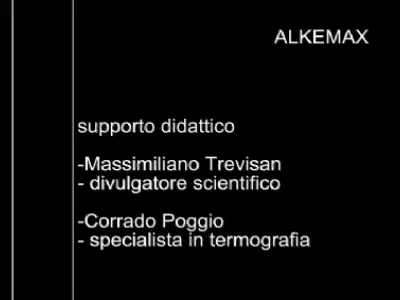 ALKEMAX
supporto didattico
-Massimiliano Trevisan
- divulgatore scientifico
-Corrado Poggio
- specialista in termografia